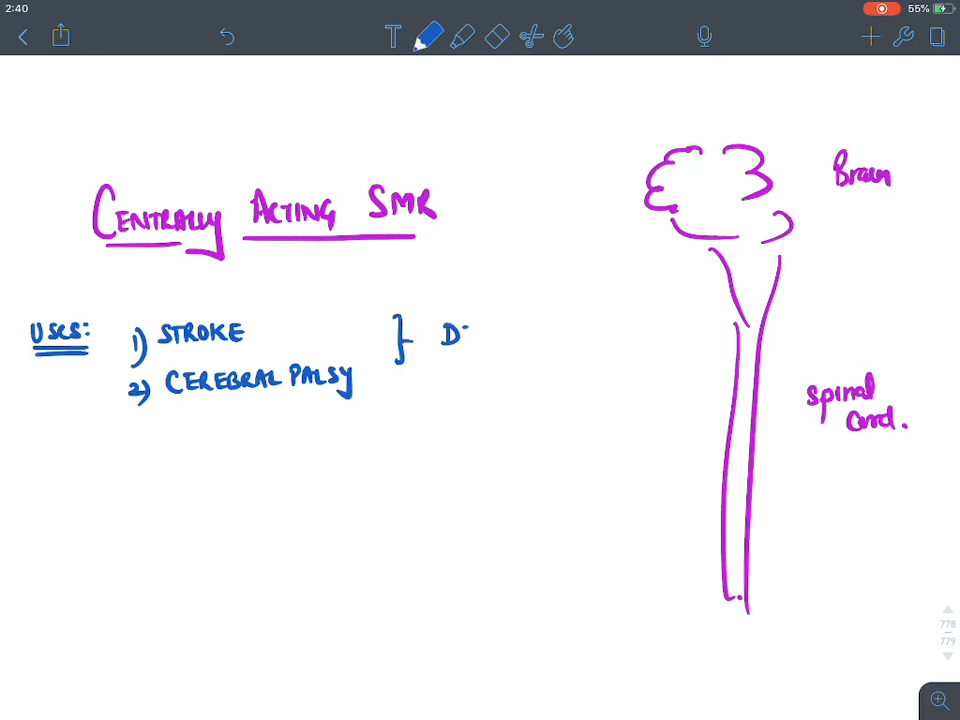 2:40
55%
T
Brain
CENTRALLY ACTING SMR
USES: 1) STROKE } D
2) CEREBRAL PALSY
Spinal
Cord.
778
779